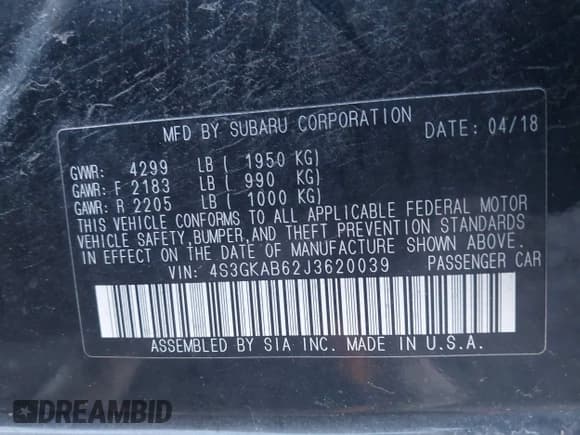 MFD BY SUBARU CORPORATION DATE: 04/18
GVWR: 4299 LB ( 1950 KG)
GAWR: F 2183 LB ( 990 KG)
GAWR: R 2205 LB ( 1000 KG)
THIS VEHICLE CONFORMS TO ALL APPLICABLE FEDERAL MOTOR
VEHICLE SAFETY, BUMPER, AND THEFT PREVENTION STANDARDS
IN EFFECT ON THE DATE OF MANUFACTURE SHOWN ABOVE.
VIN: 4S3GKAB62J3620039 PASSENGER CAR
ASSEMBLED BY SIA INC. MADE IN U.S.A.
DREAMBID